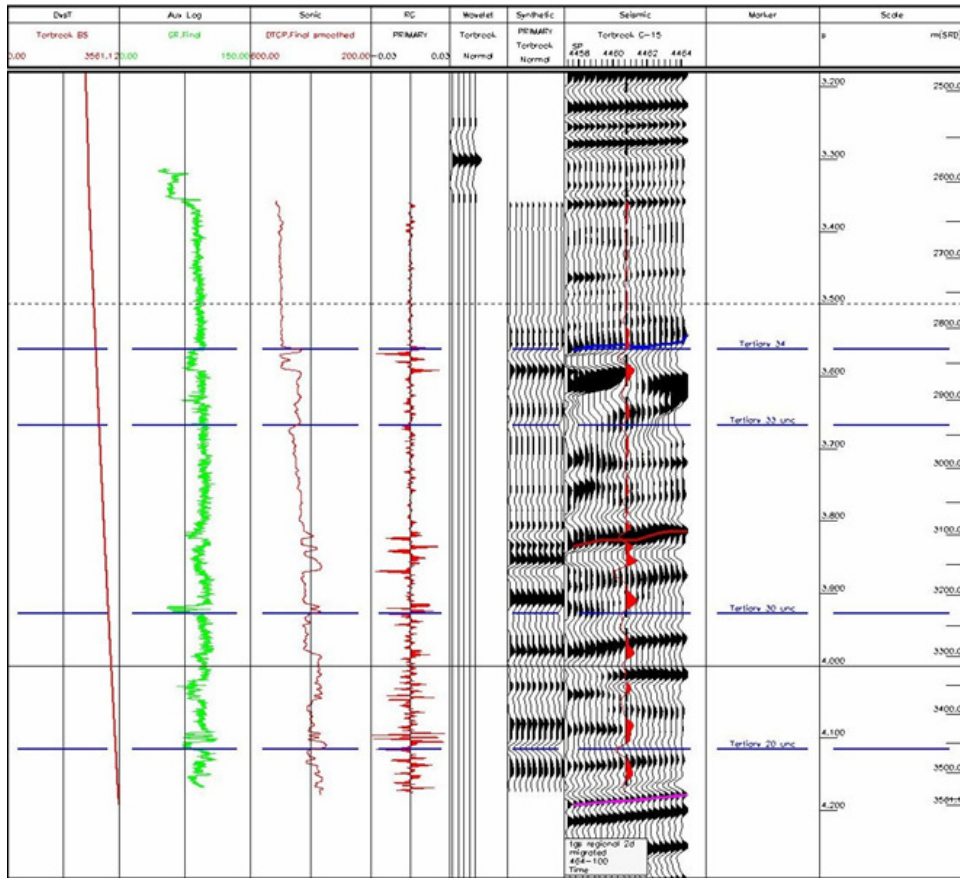 DvsT Aux Log Sonic RC Wavelet Synthetic Seismic Marker Scale
Torbrook BS GR.Final DTCP.Final smoothed PRIMARY Torbrook PRIMARY Torbrook C-15 s m(SRD)
Normal Torbrook SP
0.00 3561.12 0.00 150.00 600.00 200.00 -0.03 0.03 Normal 4458 4460 4462 4464
3.200 2500.0
3.300
2600.0
3.400
2700.0
3.500
2800.0
Tertiary 34
3.600
2900.0
Tertiary 33 unc
3.700
3000.0
3.800
3100.0
3.900
3200.0
Tertiary 30 unc
3300.0
4.000
3400.0
4.100
Tertiary 20 unc
3500.0
4.200
tgs regional 2d
migrated
464-100
Time